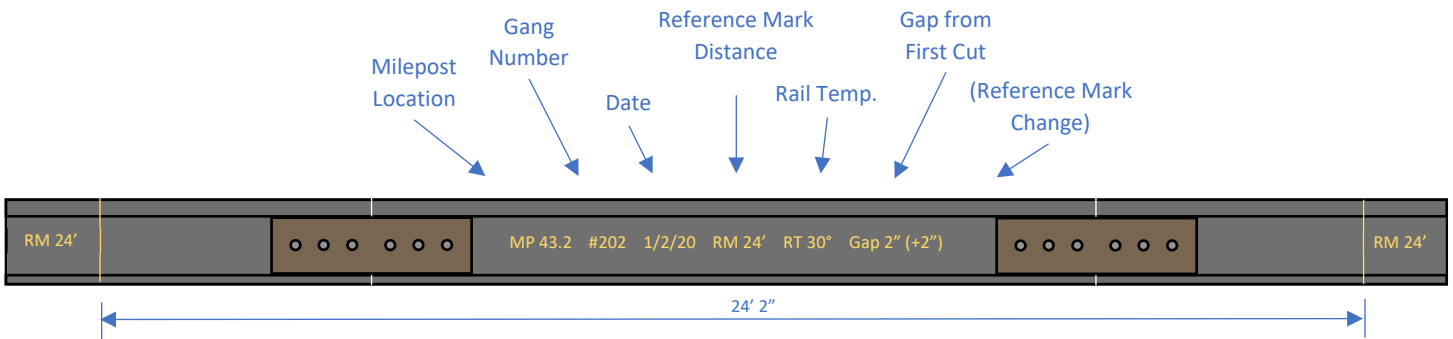 Milepost
Location
Gang
Number
Date
Reference Mark
Distance
Rail Temp.
Gap from
First Cut
(Reference Mark
Change)
RM 24’
MP 43.2 #202 1/2/20 RM 24’ RT 30° Gap 2” (+2”)
RM 24’
24’ 2”